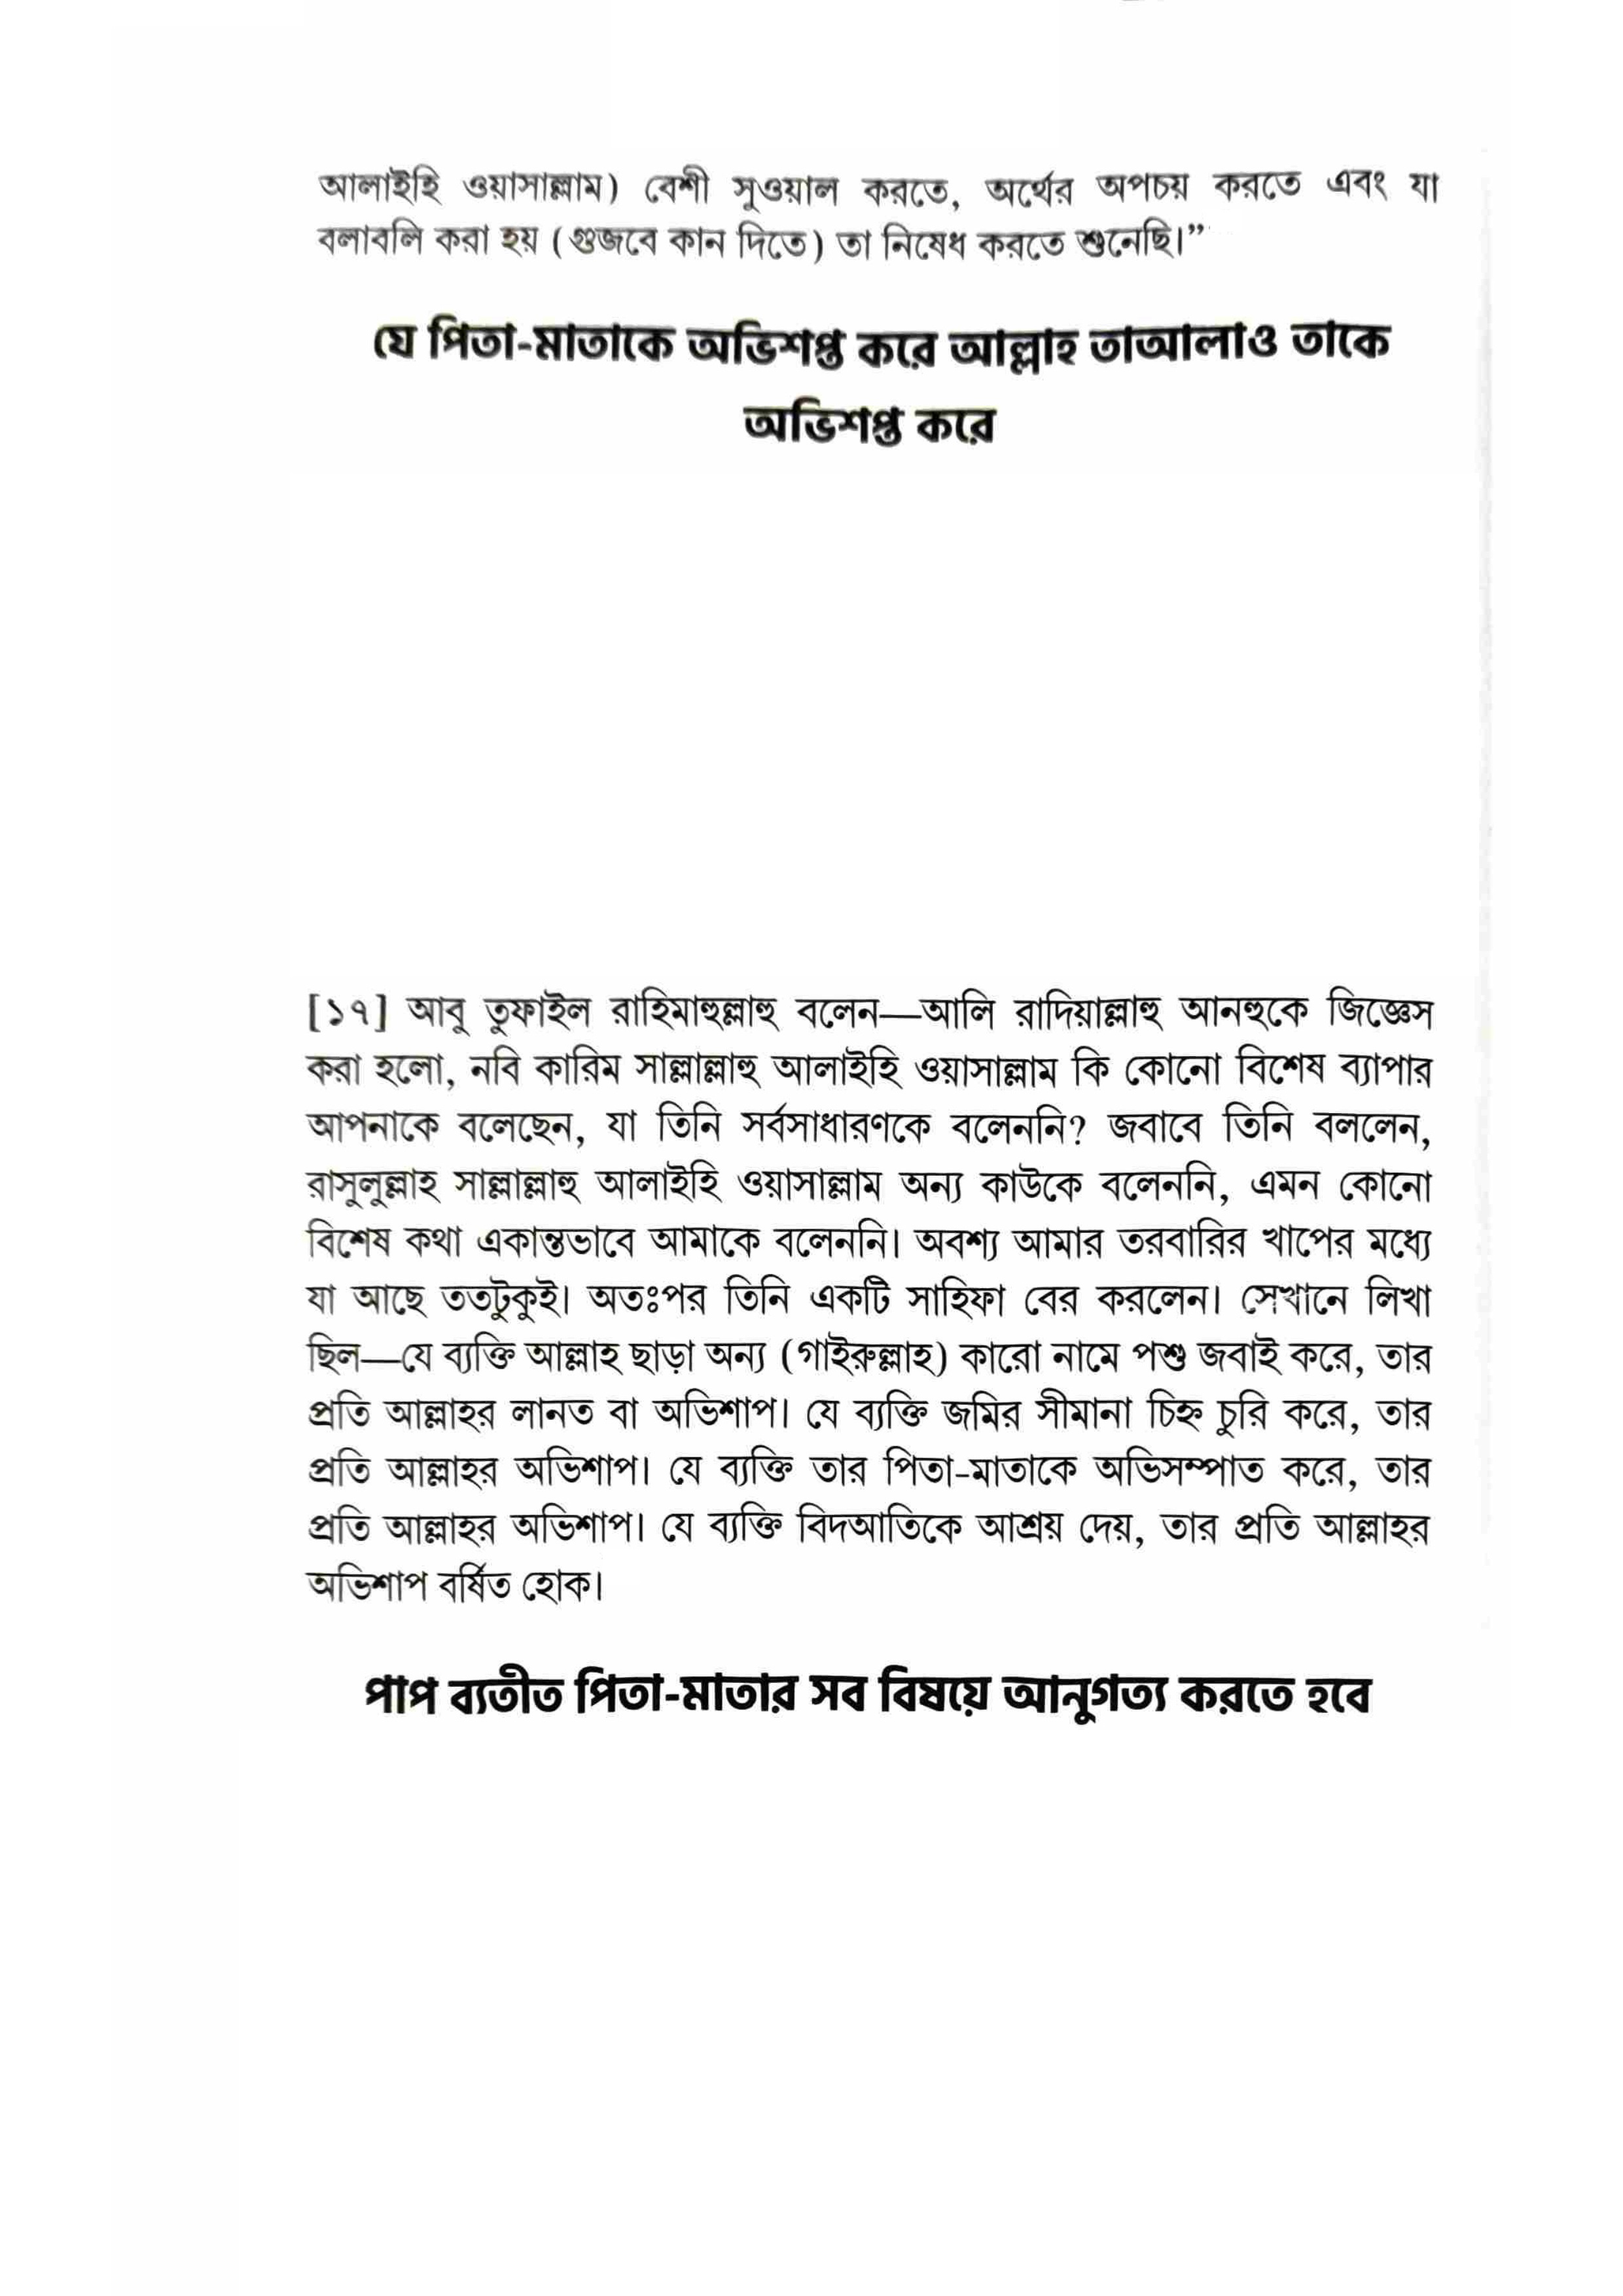 আলাইহি ওয়াসাল্লাম) বেশী সুওয়াল করতে, অর্থের অপচয় করতে এবং যা
বলাবলি করা হয় (গুজবে কান দিতে) তা নিষেধ করতে শুনেছি।”
যে পিতা-মাতাকে অভিশপ্ত করে আল্লাহ তাআলাও তাকে
অভিশপ্ত করে
[১৭] আবু তুফাইল রাহিমাহুল্লাহু বলেন—আলি রাদিয়াল্লাহু আনহুকে জিজ্ঞেস
করা হলো, নবি কারিম সাল্লাল্লাহু আলাইহি ওয়াসাল্লাম কি কোনো বিশেষ ব্যাপার
আপনাকে বলেছেন, যা তিনি সর্বসাধারণকে বলেননি? জবাবে তিনি বললেন,
রাসুলুল্লাহ সাল্লাল্লাহু আলাইহি ওয়াসাল্লাম অন্য কাউকে বলেননি, এমন কোনো
বিশেষ কথা একান্তভাবে আমাকে বলেননি। অবশ্য আমার তরবারির খাপের মধ্যে
যা আছে ততটুকুই। অতঃপর তিনি একটি সাহিফা বের করলেন। সেখানে লিখা
ছিল—যে ব্যক্তি আল্লাহ ছাড়া অন্য (গাইরুল্লাহ) কারো নামে পশু জবাই করে, তার
প্রতি আল্লাহর লানত বা অভিশাপ। যে ব্যক্তি জমির সীমানা চিহ্ন চুরি করে, তার
প্রতি আল্লাহর অভিশাপ। যে ব্যক্তি তার পিতা-মাতাকে অভিসম্পাত করে, তার
প্রতি আল্লাহর অভিশাপ। যে ব্যক্তি বিদআতিকে আশ্রয় দেয়, তার প্রতি আল্লাহর
অভিশাপ বর্ষিত হোক।
পাপ ব্যতীত পিতা-মাতার সব বিষয়ে আনুগত্য করতে হবে